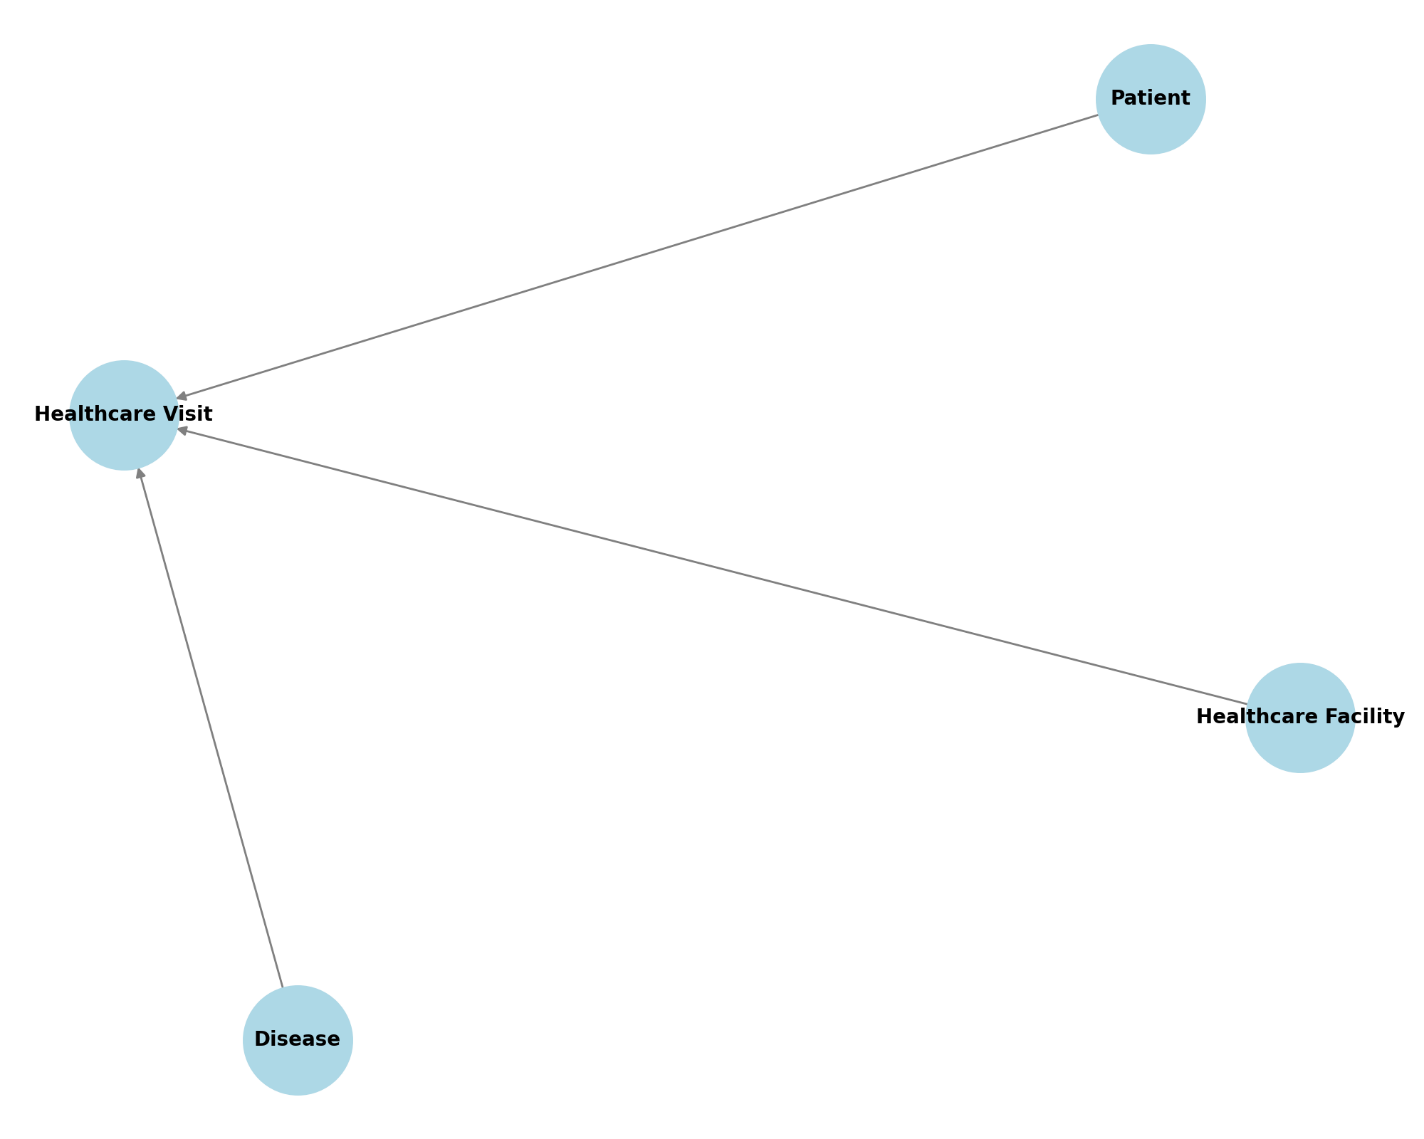 Patient
Healthcare Visit
Healthcare Facility
Disease